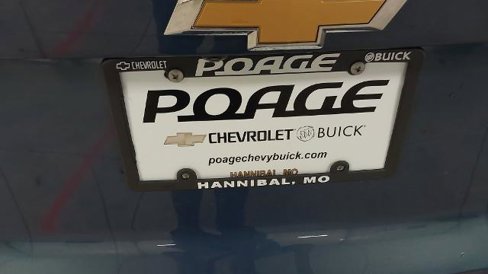 CHEVROLET POAGE BUICK
POAGE
CHEVROLET BUICK
poagechevybuick.com
HANNIBAL, MO
HANNIBAL, MO